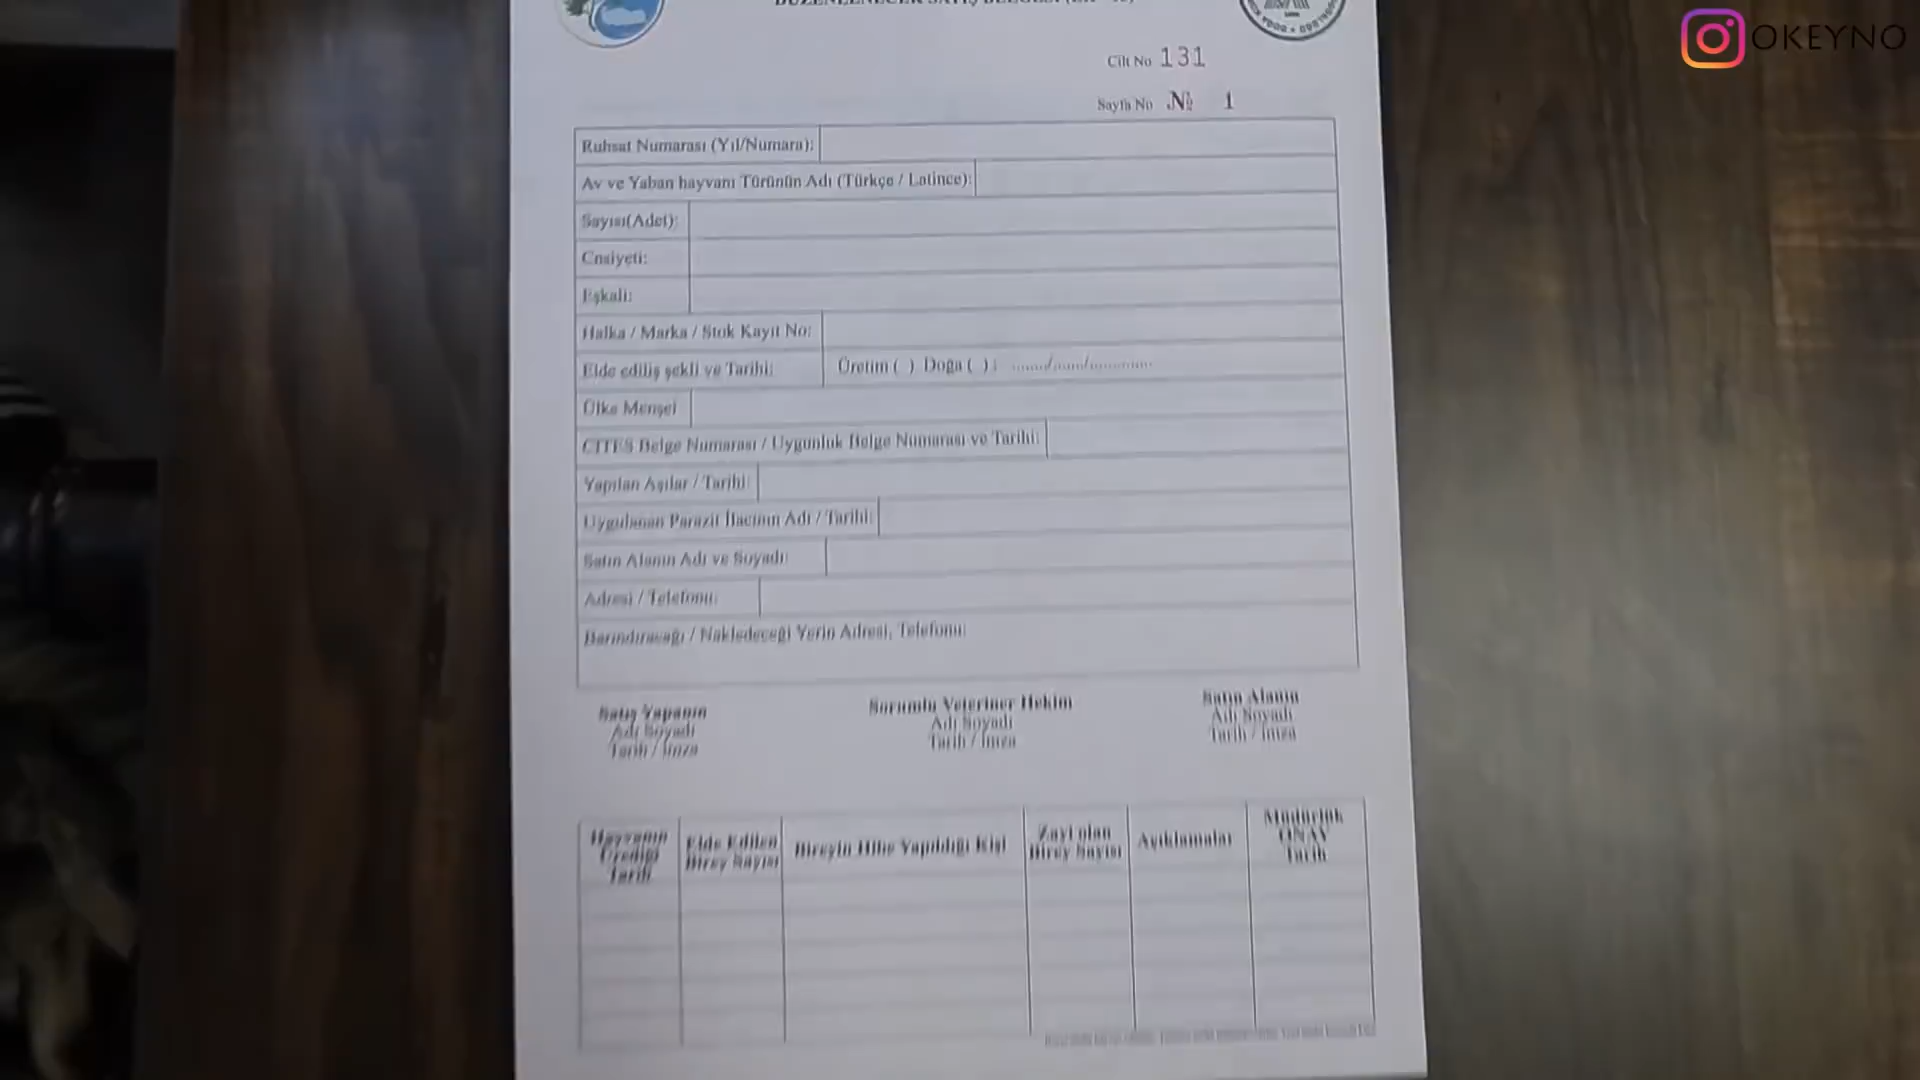 OKEYNO
Cilt No 131
Sayfa No № 1
Ruhsat Numarası (Yıl/Numara):
Av ve Yaban hayvanı Türünün Adı (Türkçe / Latince):
Sayısı(Adet):
Cnsiyeti:
Eşkali:
Halka / Marka / Stok Kayıt No:
Elde ediliş şekli ve Tarihi: Üretim ( ) Doğa ( ) : ......./....../............
Ülke Menşei
CITES Belge Numarası / Uygunluk Belge Numarası ve Tarihi:
Yapılan Aşılar / Tarihi:
Uygulanan Parazit İlacının Adı / Tarihi:
Satın Alanın Adı ve Soyadı:
Adresi / Telefonu:
Barındıracağı / Nakledeceği Yerin Adresi, Telefonu:
Satış Yapanın Sorumlu Veteriner Hekim Satın Alanın
Adı Soyadı Adı Soyadı Adı Soyadı
Tarih / İmza Tarih / İmza Tarih / İmza
Hayvanın Ürediği Tarih
Elde Edilen Birey Sayısı
Bireyin Hibe Yapıldığı Kişi
Zayi olan Birey Sayısı
Açıklamalar
Müdürlük ONAY Tarih